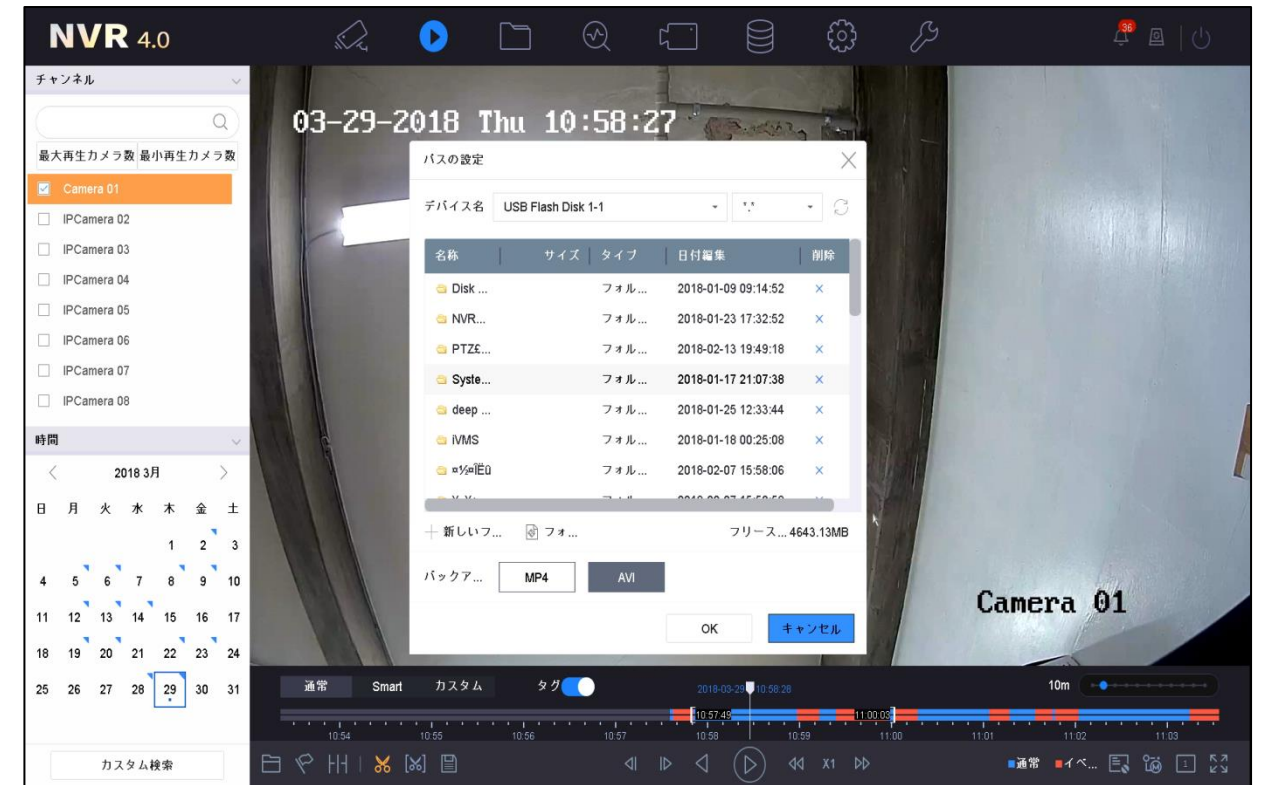 NVR 4.0
36
チャンネル
最大再生カメラ数 最小再生カメラ数
Camera 01
IPCamera 02
IPCamera 03
IPCamera 04
IPCamera 05
IPCamera 06
IPCamera 07
IPCamera 08
時間
2018 3月
日 月 火 水 木 金 土
1 2 3
4 5 6 7 8 9 10
11 12 13 14 15 16 17
18 19 20 21 22 23 24
25 26 27 28 29 30 31
カスタム検索
03-29-2018 Thu 10:58:27
パスの設定
デバイス名 USB Flash Disk 1-1 *.*
名称 サイズ タイプ 日付編集 削除
Disk ... フォル... 2018-01-09 09:14:52
NVR... フォル... 2018-01-23 17:32:52
PTZ£... フォル... 2018-02-13 19:49:18
Syste... フォル... 2018-01-17 21:07:38
deep ... フォル... 2018-01-25 12:33:44
iVMS フォル... 2018-01-18 00:25:08
¤½¤ÎËû フォル... 2018-02-07 15:58:06
新しいフ... フォ... フリース... 4643.13MB
バックア... MP4 AVI
OK キャンセル
Camera 01
通常 Smart カスタム タグ 2018-03-29 10:58:28 10m
10:57:49 11:00:03
10:54 10:55 10:56 10:57 10:58 10:59 11:00 11:01 11:02 11:03
X1 通常 イベ... 1